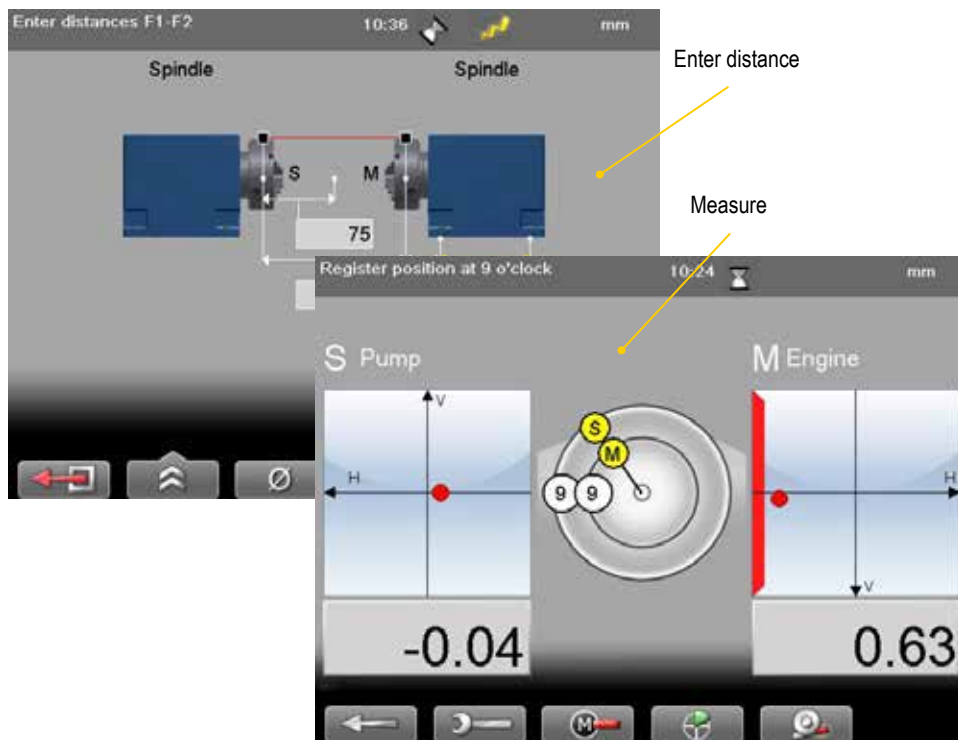 Enter distances F1-F2 10:36 mm
Spindle Spindle
Enter distance
S M
75
Measure
Register position at 9 o'clock 10:24 mm
S Pump M Engine
V
S
M
H 9 9 H
V
-0.04 0.63
Ø
M